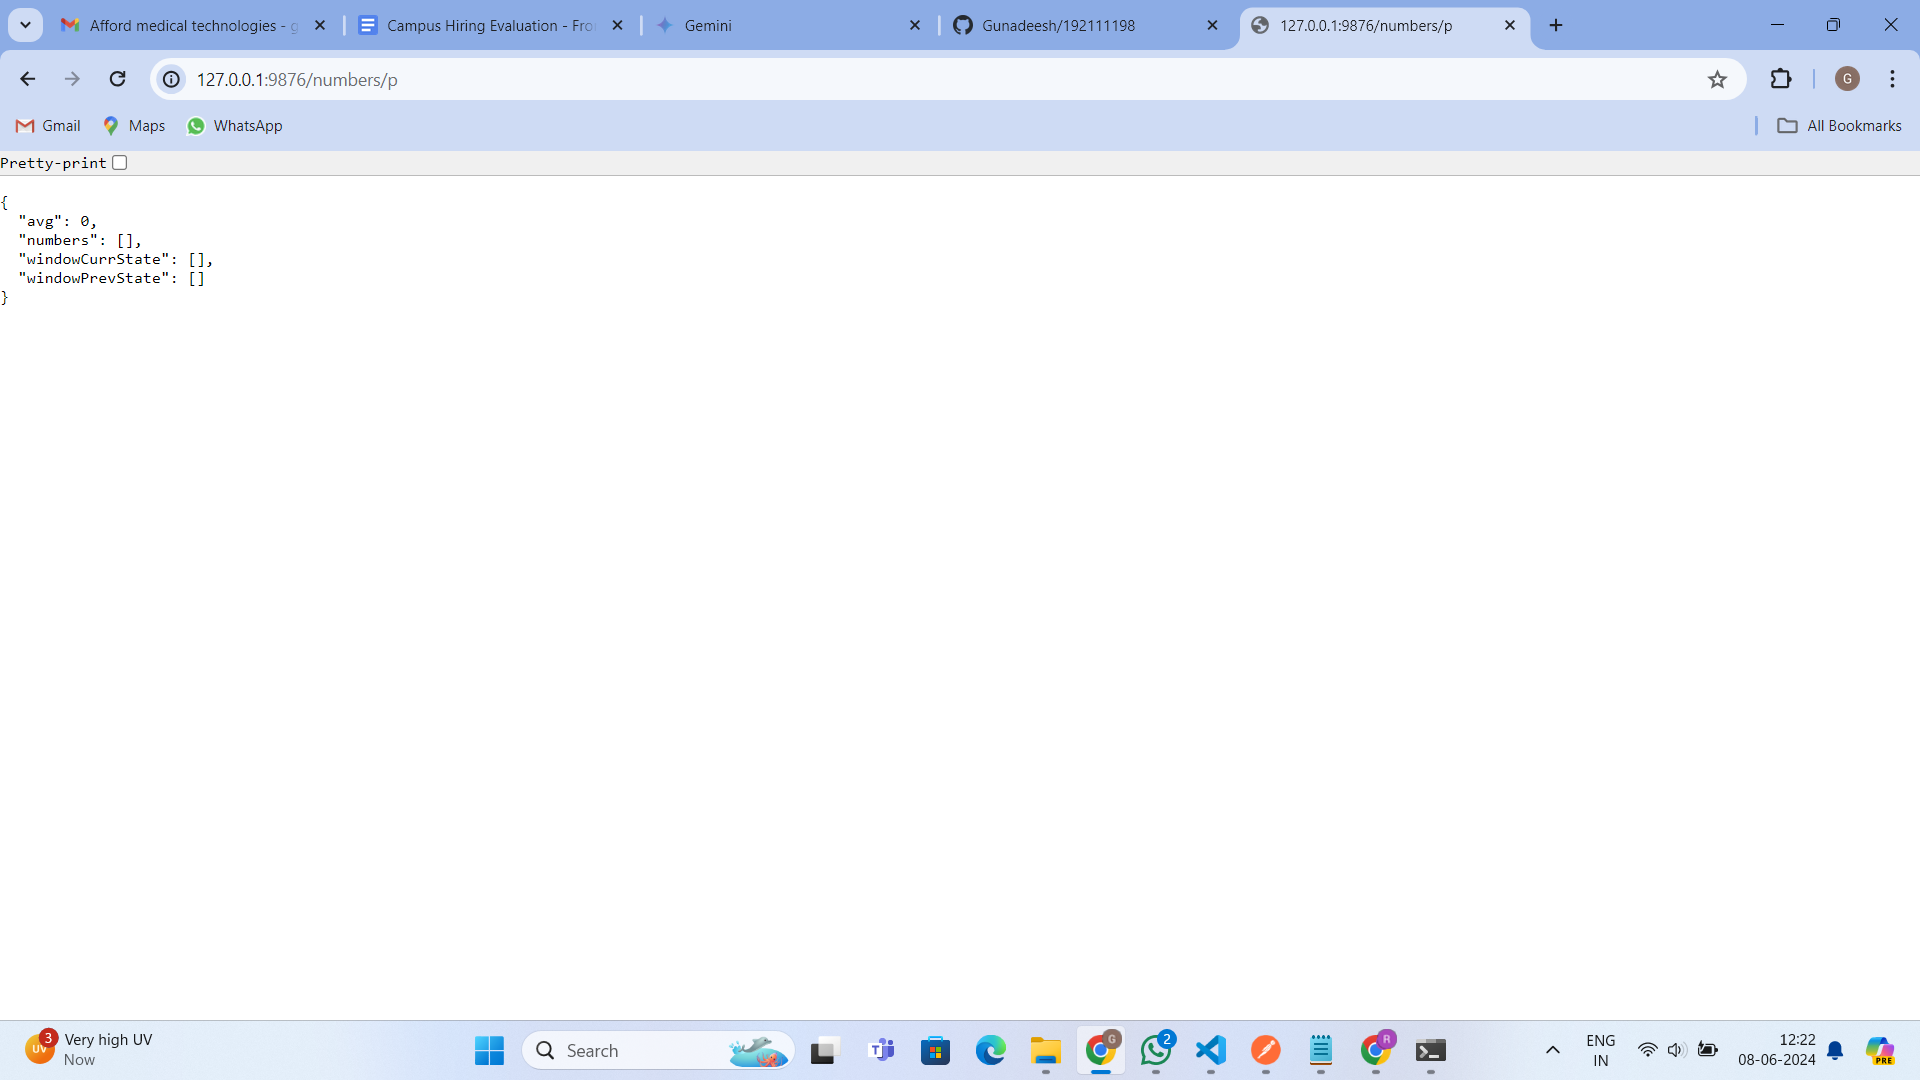 Afford medical technologies - g
Campus Hiring Evaluation - Fro
Gemini
Gunadeesh/192111198
127.0.0.1:9876/numbers/p
127.0.0.1:9876/numbers/p
G
Gmail
Maps
WhatsApp
All Bookmarks
Pretty-print
{
"avg": 0,
"numbers": [],
"windowCurrState": [],
"windowPrevState": []
}
UV
3
Very high UV
Now
Search
G
2
R
ENG
IN
12:22
08-06-2024
PRE